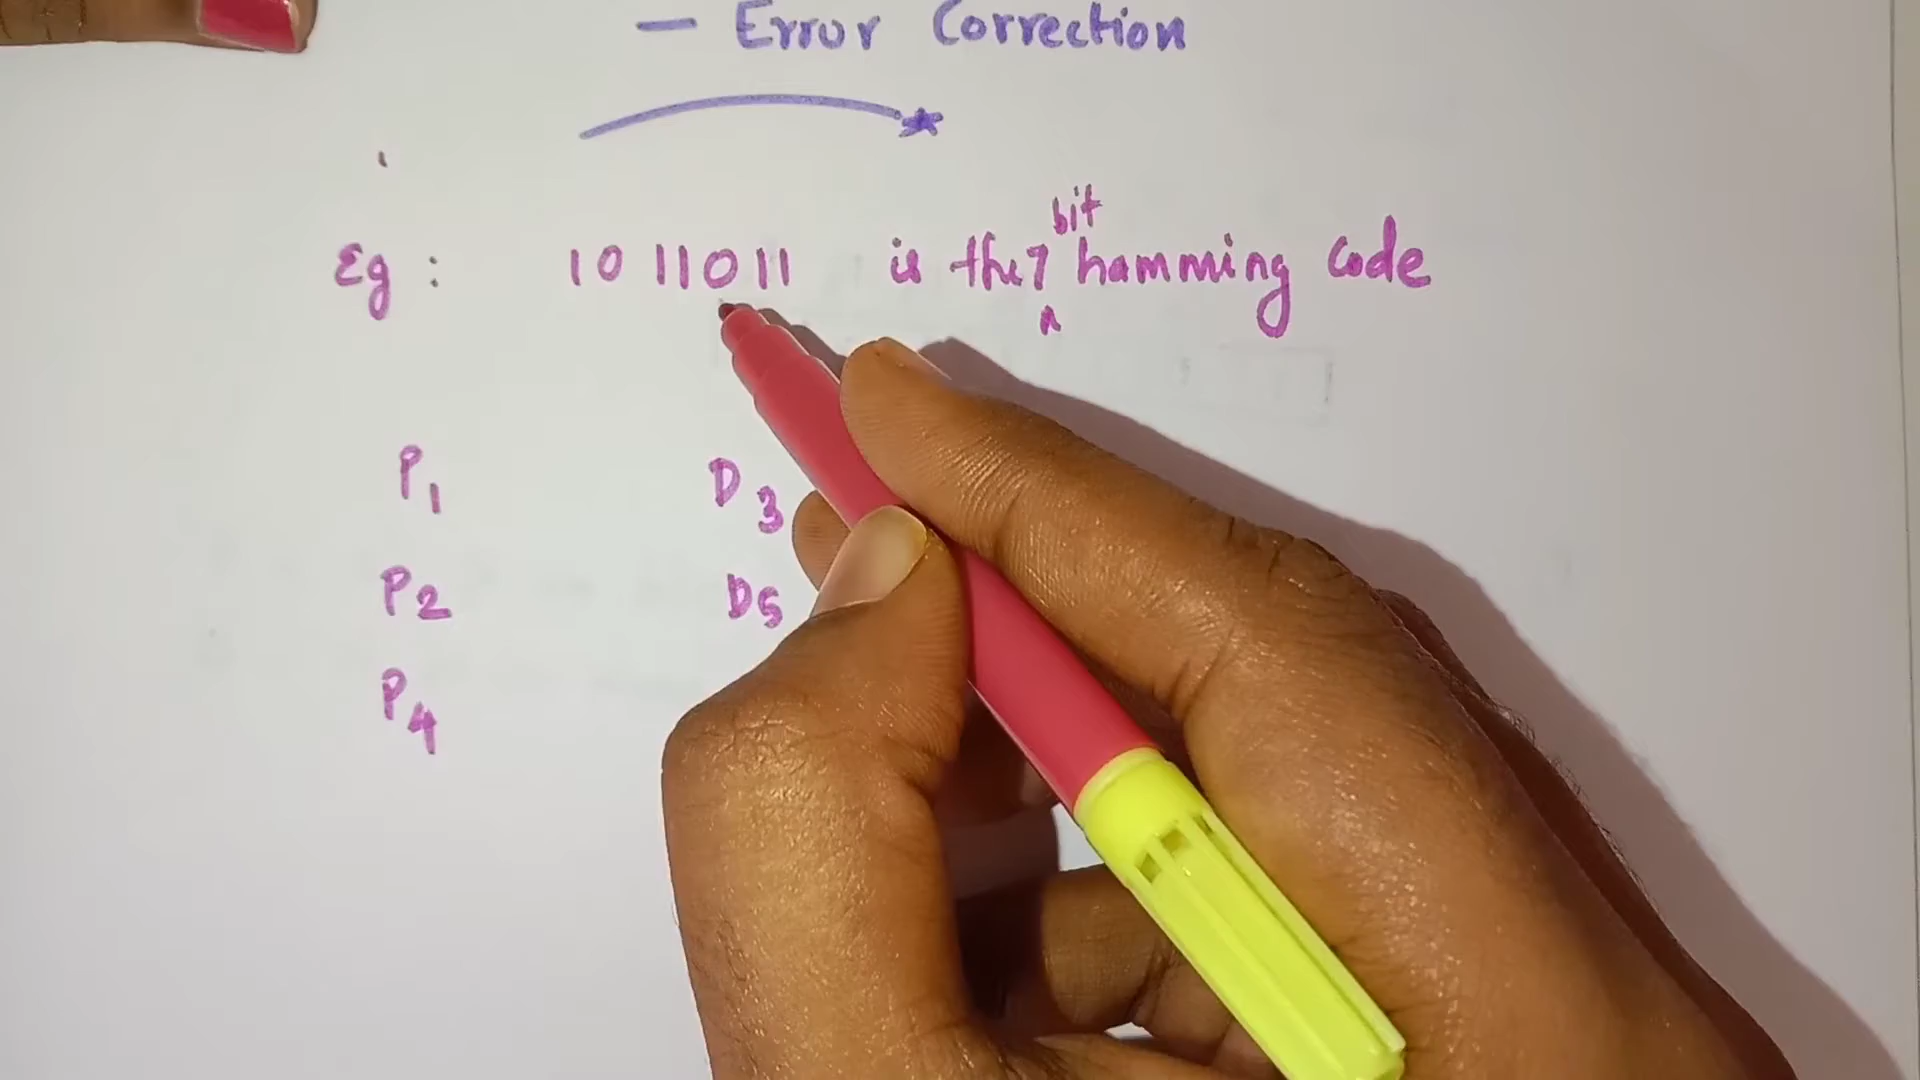 — Error Correction
bit
Eg : 1011011 is the 7 hamming code
P1 D3
P2 D5
P4